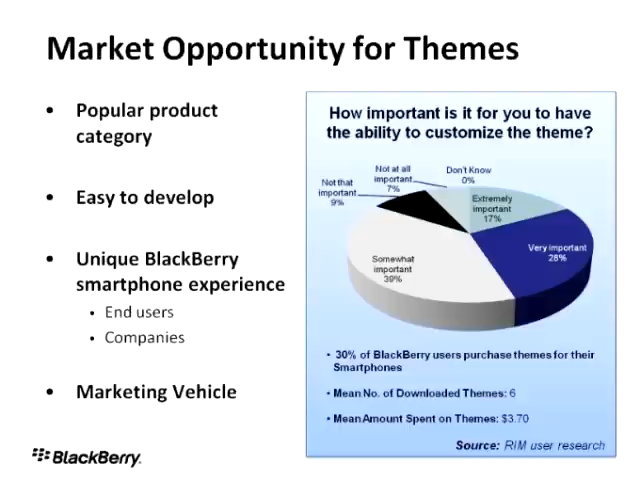 Market Opportunity for Themes
• Popular product
category
• Easy to develop
• Unique BlackBerry
smartphone experience
• End users
• Companies
• Marketing Vehicle
BlackBerry.
How important is it for you to have
the ability to customize the theme?
Not at all
important
7%
Don't Know
0%
Not that
important
9%
Extremely
important
17%
Very important
28%
Somewhat
important
39%
• 30% of BlackBerry users purchase themes for their
Smartphones
• Mean No. of Downloaded Themes: 6
• Mean Amount Spent on Themes: $3.70
Source: RIM user research